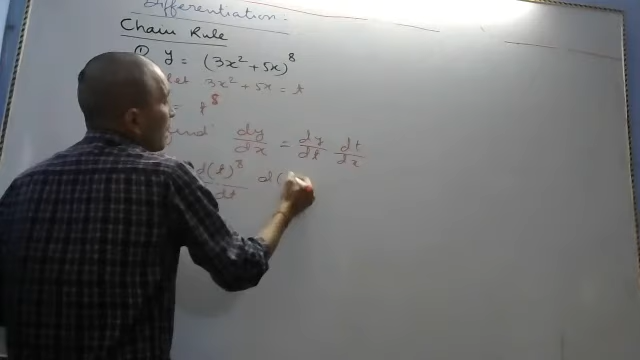 Differentiation.
Chain Rule
① y = (3x² + 5x)⁸
let 3x² + 5x = t
= t⁸
dy/dx = dy/dt dt/dx
d(t)⁸/dt d(